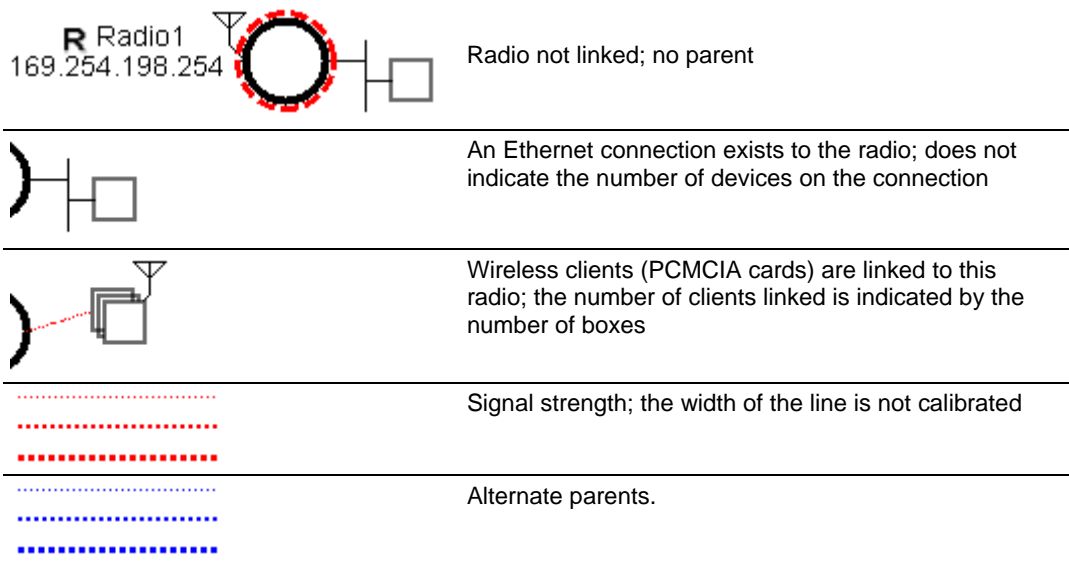 R Radio1
169.254.198.254
Radio not linked; no parent
An Ethernet connection exists to the radio; does not
indicate the number of devices on the connection
Wireless clients (PCMCIA cards) are linked to this
radio; the number of clients linked is indicated by the
number of boxes
Signal strength; the width of the line is not calibrated
Alternate parents.